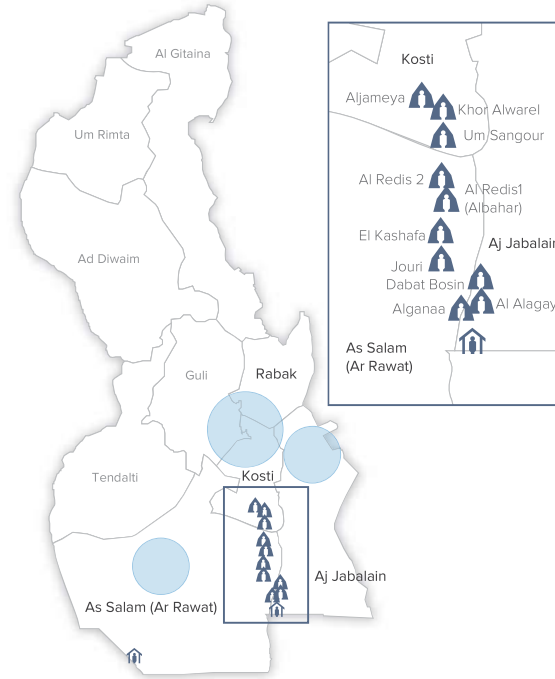 Al Gitaina
Um Rimta
Ad Diwaim
Guli
Rabak
Tendalti
Kosti
Aj Jabalain
As Salam (Ar Rawat)
Kosti
Aljameya
Khor Alwarel
Um Sangour
Al Redis 2
Al Redis1
(Albahar)
El Kashafa
Aj Jabalain
Jouri
Dabat Bosin
Alganaa
Al Alagay
As Salam
(Ar Rawat)